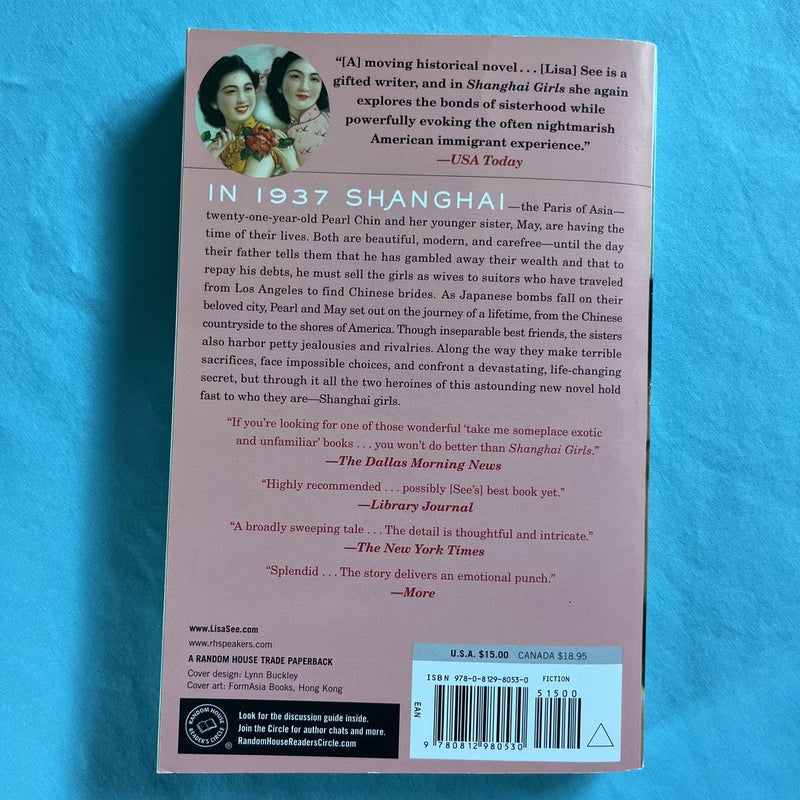 “[A] moving historical novel . . . [Lisa] See is a
gifted writer, and in Shanghai Girls she again
explores the bonds of sisterhood while
powerfully evoking the often nightmarish
American immigrant experience.”
—USA Today
IN 1937 SHANGHAI—the Paris of Asia—
twenty-one-year-old Pearl Chin and her younger sister, May, are having the
time of their lives. Both are beautiful, modern, and carefree—until the day
their father tells them that he has gambled away their wealth and that to
repay his debts, he must sell the girls as wives to suitors who have traveled
from Los Angeles to find Chinese brides. As Japanese bombs fall on their
beloved city, Pearl and May set out on the journey of a lifetime, from the Chinese
countryside to the shores of America. Though inseparable best friends, the sisters
also harbor petty jealousies and rivalries. Along the way they make terrible
sacrifices, face impossible choices, and confront a devastating, life-changing
secret, but through it all the two heroines of this astounding new novel hold
fast to who they are—Shanghai girls.
“If you’re looking for one of those wonderful ‘take me someplace exotic
and unfamiliar’ books . . . you won’t do better than Shanghai Girls.”
—The Dallas Morning News
“Highly recommended . . . possibly [See’s] best book yet.”
—Library Journal
“A broadly sweeping tale . . . The detail is thoughtful and intricate.”
—The New York Times
“Splendid . . . The story delivers an emotional punch.”
—More
www.LisaSee.com
www.rhspeakers.com
A RANDOM HOUSE TRADE PAPERBACK
Cover design: Lynn Buckley
Cover art: FormAsia Books, Hong Kong
RANDOM HOUSE READER'S CIRCLE ®
Look for the discussion guide inside.
Join the Circle for author chats and more.
RandomHouseReadersCircle.com
U.S.A. $15.00 CANADA $18.95
ISBN 978-0-8129-8053-0 FICTION
51500
EAN
9 780812 980530